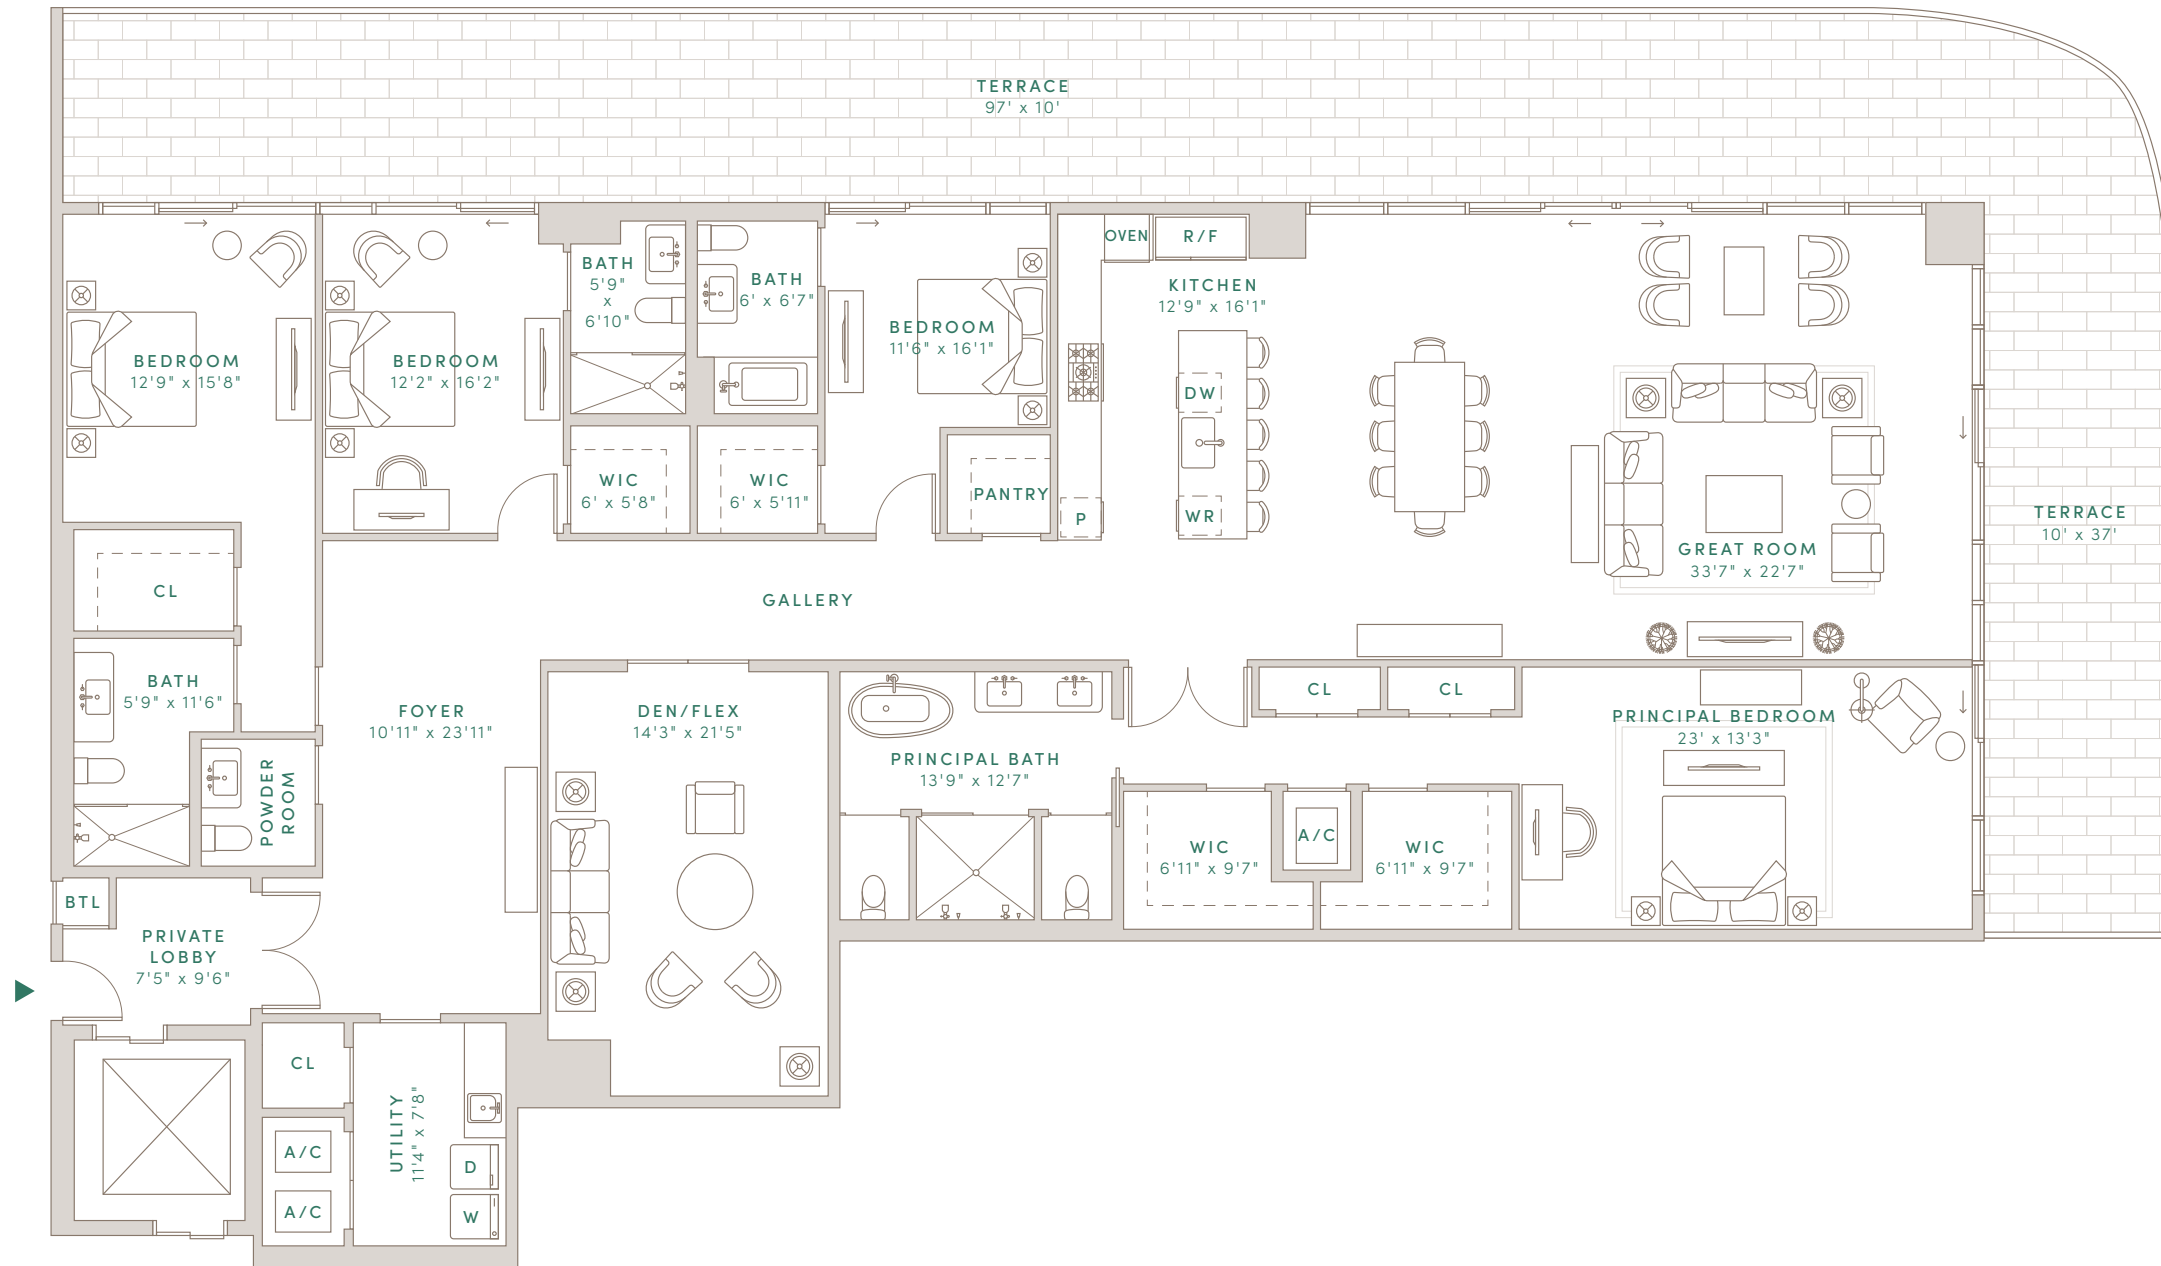 TERRACE
97' x 10'
OVEN
R/F
BATH
5'9"
x
6'10"
BATH
6' x 6'7"
KITCHEN
12'9" x 16'1"
BEDROOM
12'9" x 15'8"
BEDROOM
12'2" x 16'2"
BEDROOM
11'6" x 16'1"
DW
WIC
6' x 5'8"
WIC
6' x 5'11"
PANTRY
P
WR
TERRACE
10' x 37'
GREAT ROOM
33'7" x 22'7"
CL
GALLERY
BATH
5'9" x 11'6"
FOYER
10'11" x 23'11"
DEN/FLEX
14'3" x 21'5"
CL
CL
PRINCIPAL BEDROOM
23' x 13'3"
PRINCIPAL BATH
13'9" x 12'7"
POWDER
ROOM
WIC
6'11" x 9'7"
A/C
WIC
6'11" x 9'7"
BTL
PRIVATE
LOBBY
7'5" x 9'6"
CL
UTILITY
11'4" x 7'8"
A/C
D
A/C
W